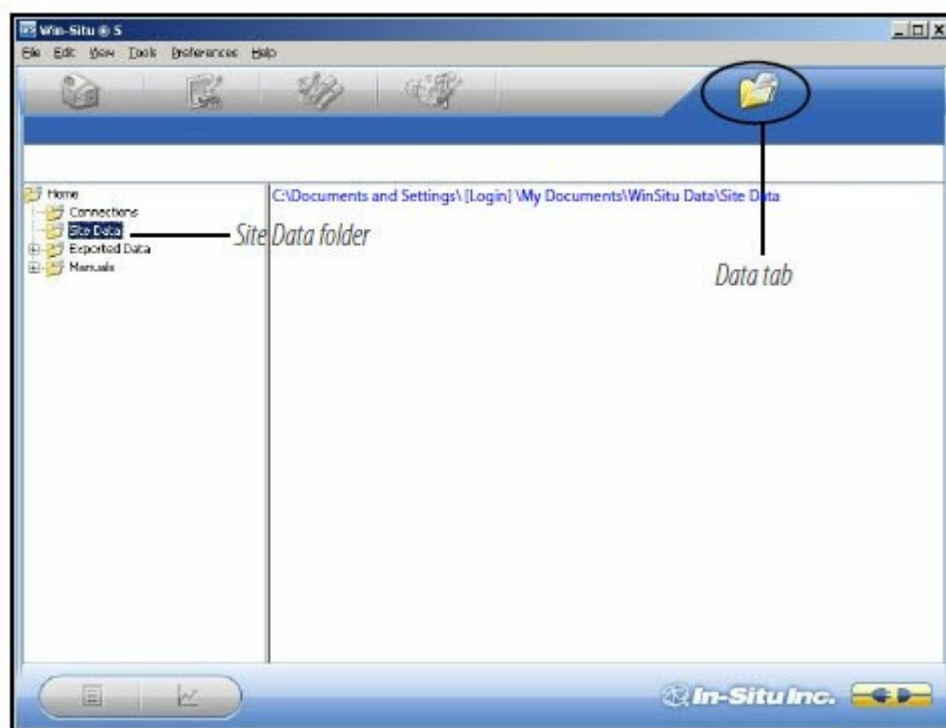 Win-Situ ® 5
File Edit View Tools Preferences Help
Home
Connections
Site Data
Exported Data
Manuals
C:\Documents and Settings\ [Login] \My Documents\WinSitu Data\Site Data
Site Data folder
Data tab
In-Situ Inc.